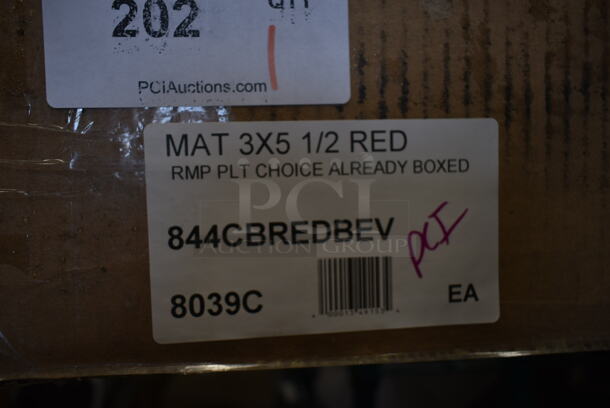 202
QTY
PCiAuctions.com
MAT 3X5 1/2 RED
RMP PLT CHOICE ALREADY BOXED
PCI
AUCTION GROUP
844CBREDBEV
PCI
8039C
EA